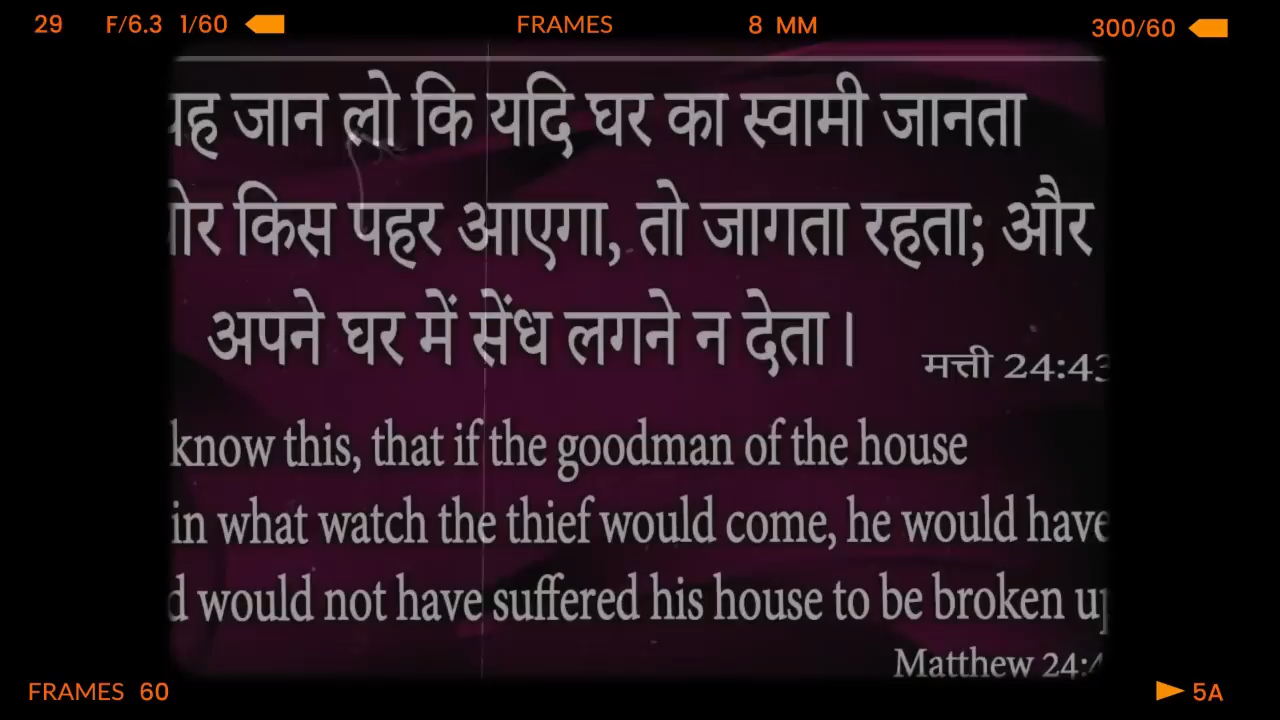 29 F/6.3 1/60 FRAMES 8 MM 300/60
जान लो कि यदि घर का स्वामी जानता
किस पहर आएगा, तो जागता रहता; और
अपने घर में सेंध लगने न देता।
मत्ती 24:43
know this, that if the goodman of the house
in what watch the thief would come, he would have
would not have suffered his house to be broken
Matthew
FRAMES 60 5A